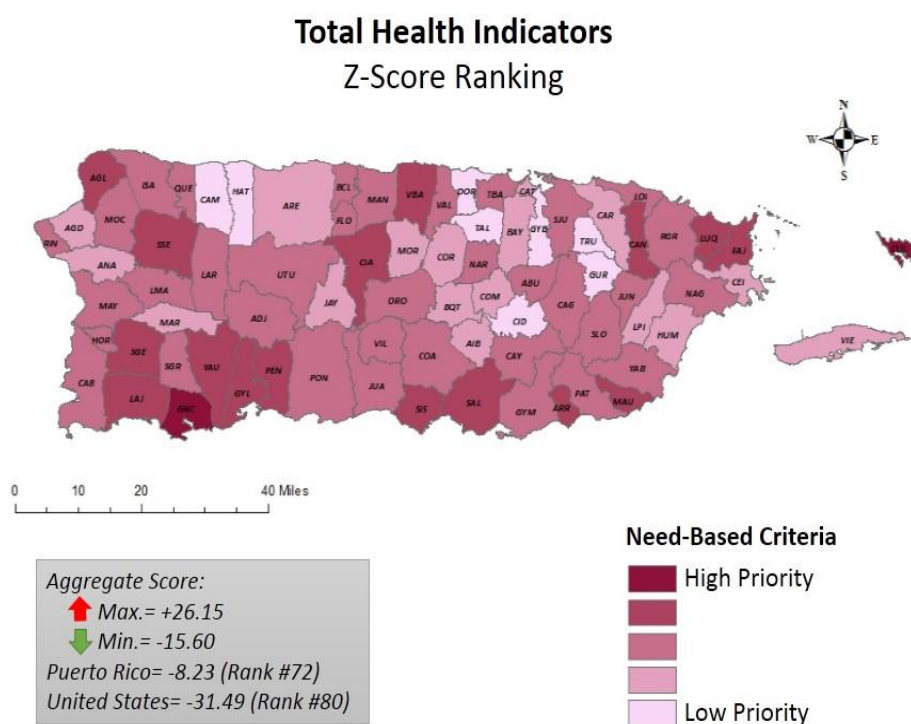 Total Health Indicators
Z-Score Ranking
N
W E
S
AGL
ISA
QUE
CAM
HAT
ARE
BCL
FLO
MAN
VBA
VAL
DOR
TBA
CAT
TAL
BAY
GYB
SJU
TRU
CAR
LOI
CAN
RGR
LUQ
FAJ
CEI
RIN
AGD
MOC
SSE
ANA
LAR
UTU
CIA
MOR
COR
NAR
ABU
GUR
CAG
JUN
NAG
MAY
LMA
MAR
ADJ
JAY
ORO
BQT
COM
CID
AIB
SLO
LPI
HUM
VIE
HOR
SGE
SGR
YAU
GYL
PEN
PON
VIL
JUA
COA
CAY
YAB
CAB
LAJ
GNC
SIS
SAL
GYM
ARR
PAT
MAU
0 10 20 40 Miles
Need-Based Criteria
High Priority
Low Priority
Aggregate Score:
Max.= +26.15
Min.= -15.60
Puerto Rico= -8.23 (Rank #72)
United States= -31.49 (Rank #80)